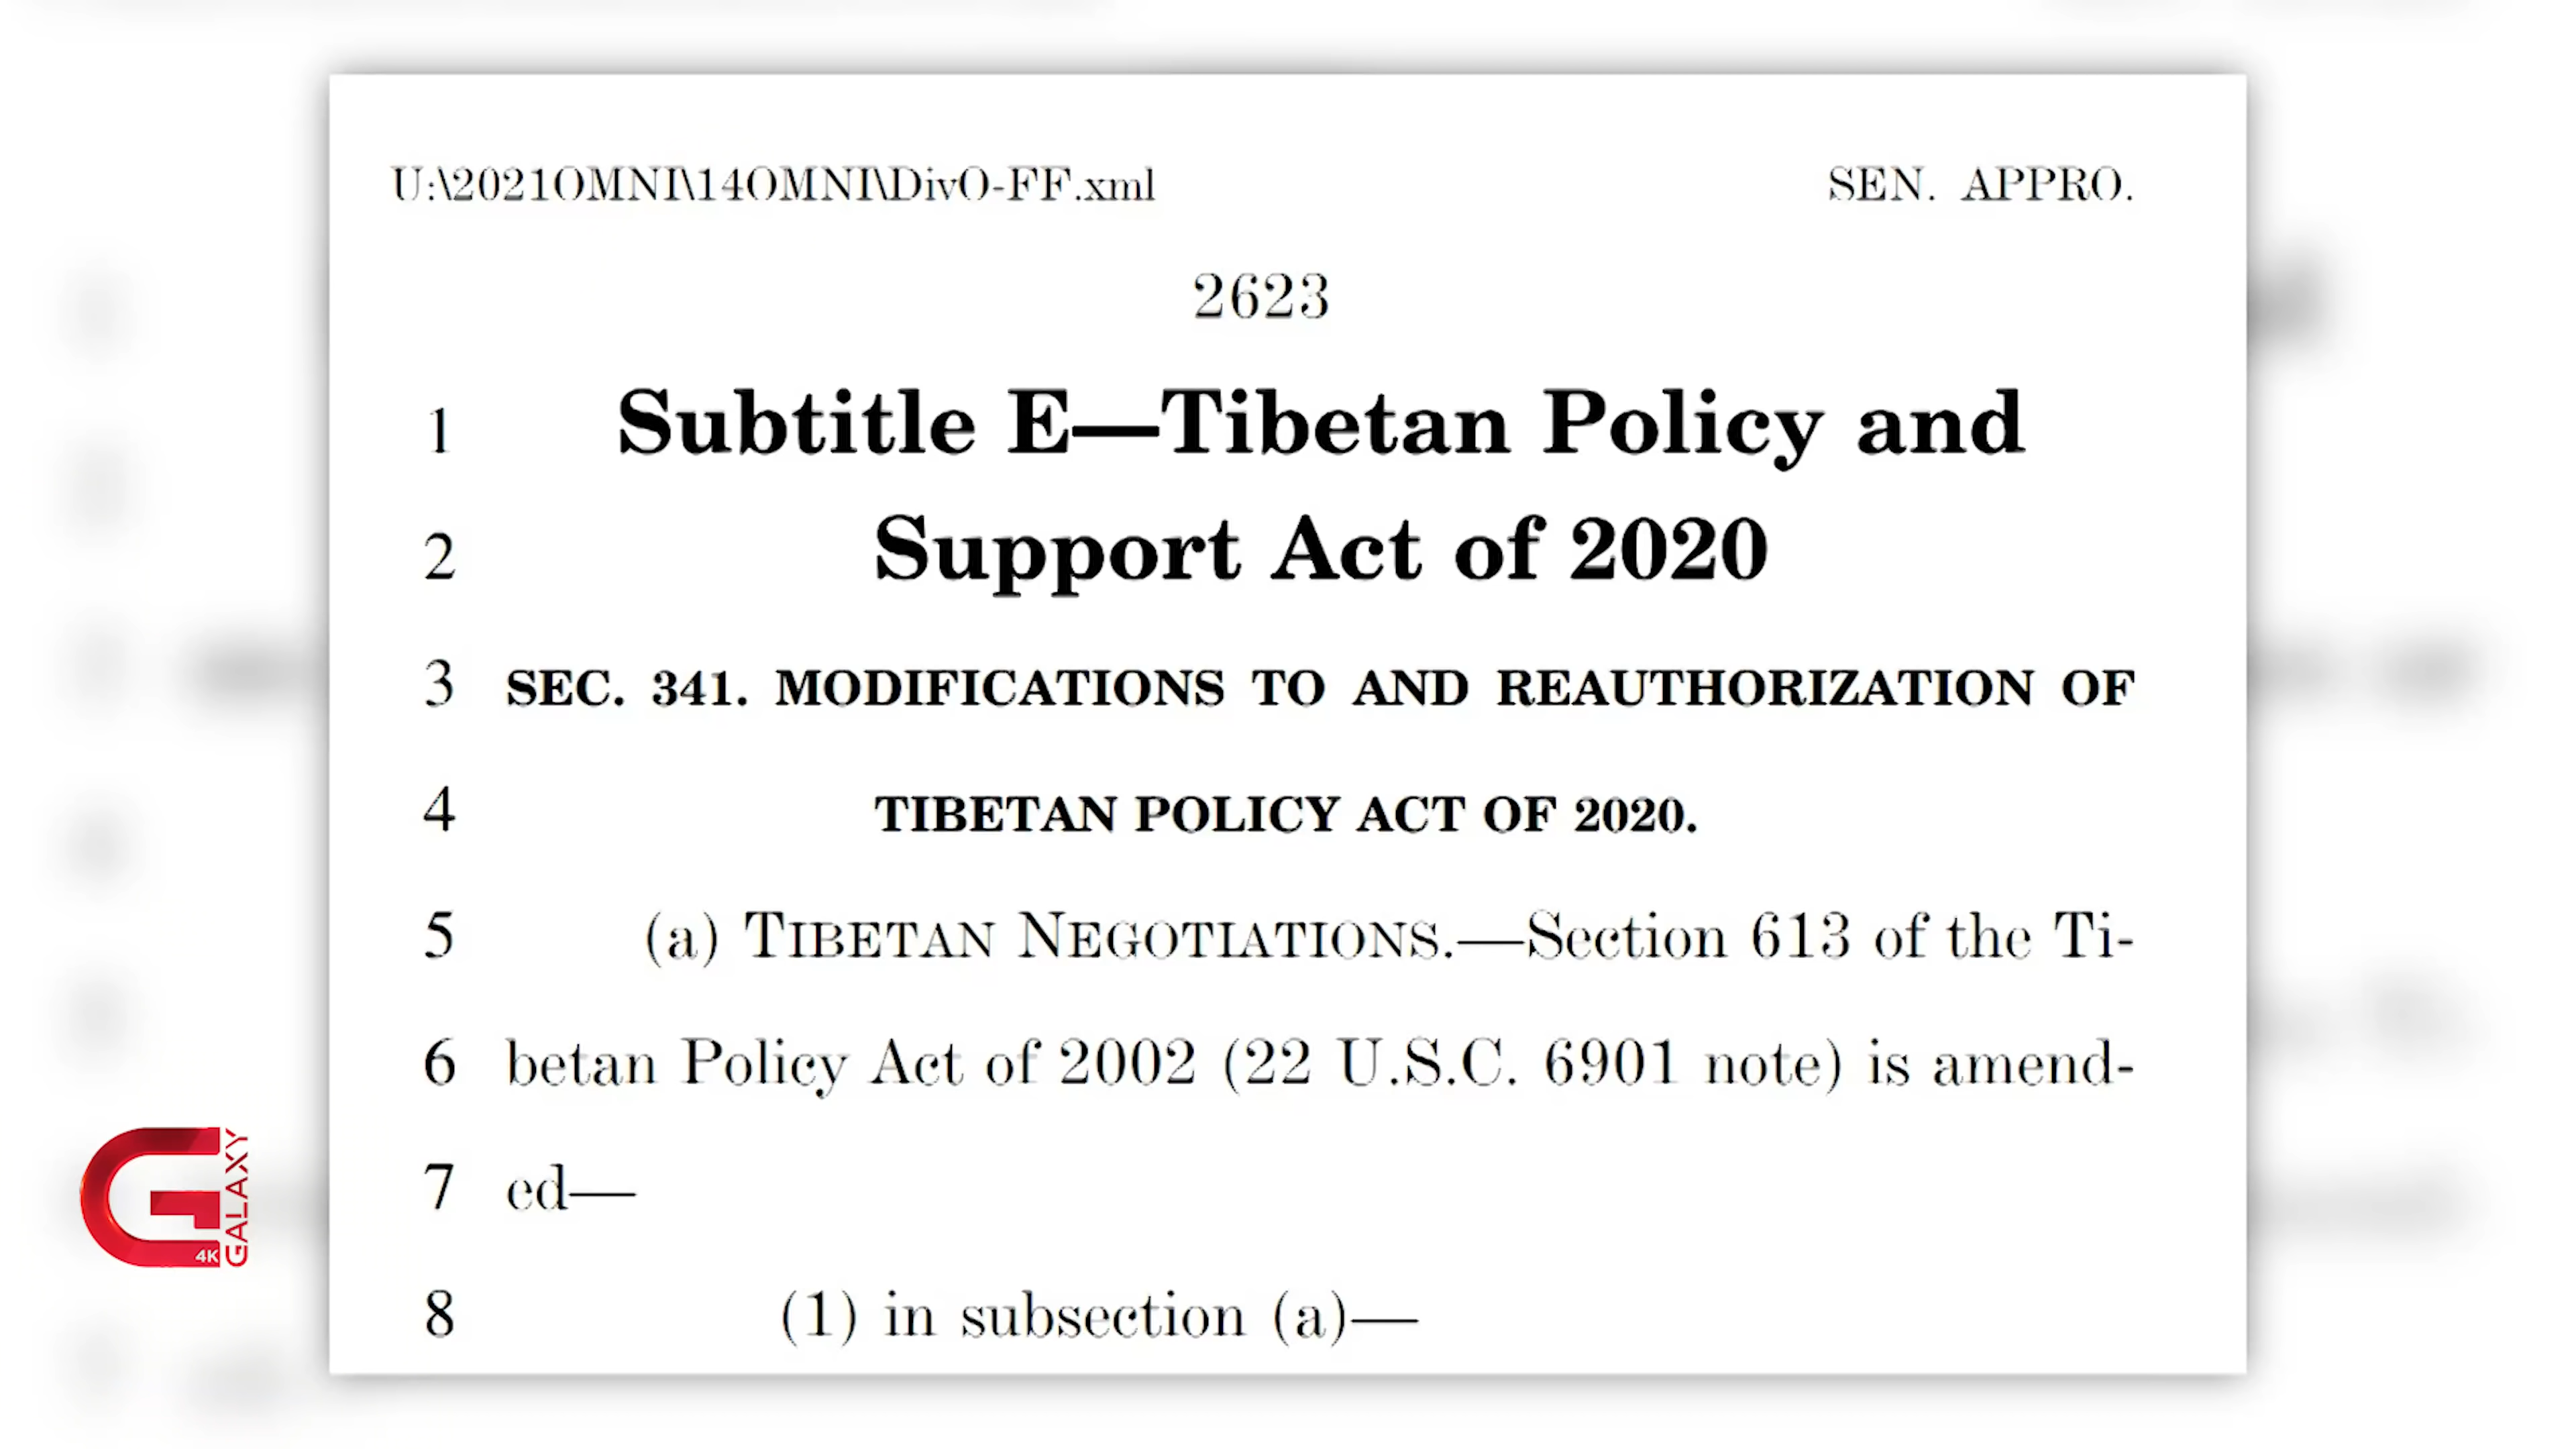 U:\2021OMNI\14OMNI\DivO-FF.xml SEN. APPRO.
2623
1 Subtitle E—Tibetan Policy and
2 Support Act of 2020
3 SEC. 341. MODIFICATIONS TO AND REAUTHORIZATION OF
4 TIBETAN POLICY ACT OF 2020.
5 (a) TIBETAN NEGOTIATIONS.—Section 613 of the Ti-
6 betan Policy Act of 2002 (22 U.S.C. 6901 note) is amend-
7 ed—
8 (1) in subsection (a)—
4K
GALAXY